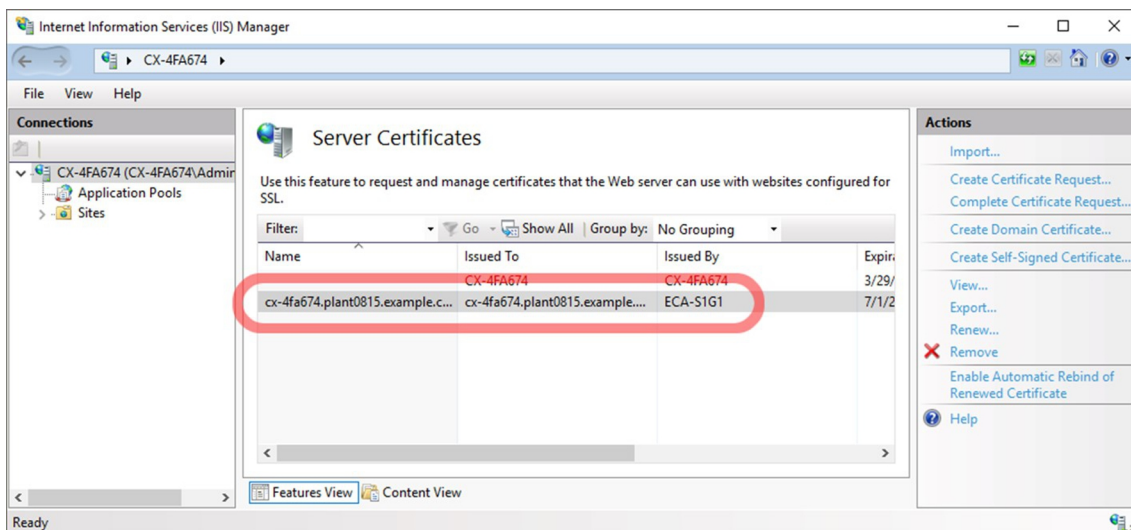 Internet Information Services (IIS) Manager
CX-4FA674
File View Help
Connections
CX-4FA674 (CX-4FA674\Admin
Application Pools
Sites
Server Certificates
Use this feature to request and manage certificates that the Web server can use with websites configured for
SSL.
Filter: Go Show All Group by: No Grouping
Name Issued To Issued By Expira
CX-4FA674 CX-4FA674 3/29/
cx-4fa674.plant0815.example.c... cx-4fa674.plant0815.example.... ECA-S1G1 7/1/2
Features View Content View
Actions
Import...
Create Certificate Request...
Complete Certificate Request...
Create Domain Certificate...
Create Self-Signed Certificate...
View...
Export...
Renew...
Remove
Enable Automatic Rebind of
Renewed Certificate
Help
Ready